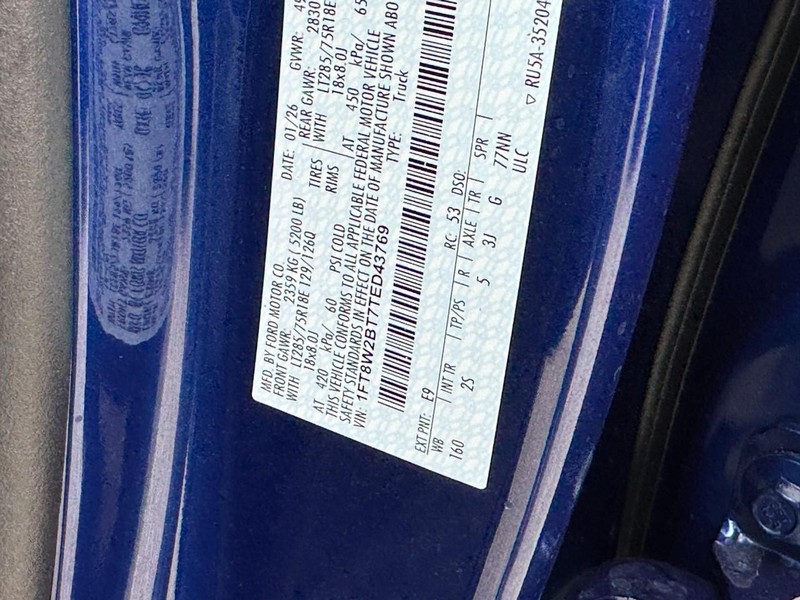 MFD. BY FORD MOTOR CO.
DATE: 01/26 GVWR:
FRONT GAWR: 2359 KG (5200 LB)
REAR GAWR: 2830
WITH LT285/75R18E 129/126Q TIRES WITH LT285/75R18E
18x8.0J RIMS 18x8.0J
AT 420 kPa/ 60 PSI COLD AT 450 kPa/ 65
THIS VEHICLE CONFORMS TO ALL APPLICABLE FEDERAL MOTOR VEHICLE
SAFETY STANDARDS IN EFFECT ON THE DATE OF MANUFACTURE SHOWN ABO
VIN: 1FT8W2BT7TED43769 TYPE: Truck
EXT PNT: E9 RC: 53 DSO:
WB INT TR TP/PS R AXLE TR SPR
160 2S 5 3J G 77NN
ULC
▽ RU5A-35204